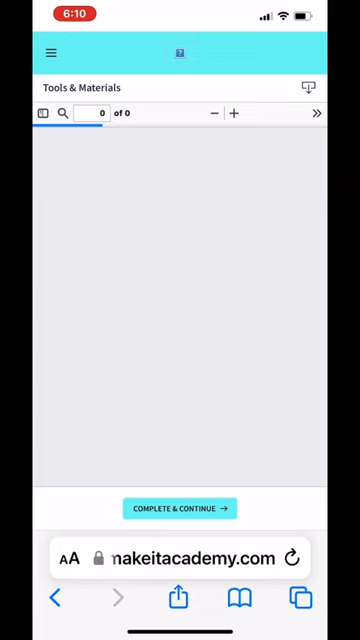 6:10
Tools & Materials
0 of 0
COMPLETE & CONTINUE →
AA makeitacademy.com